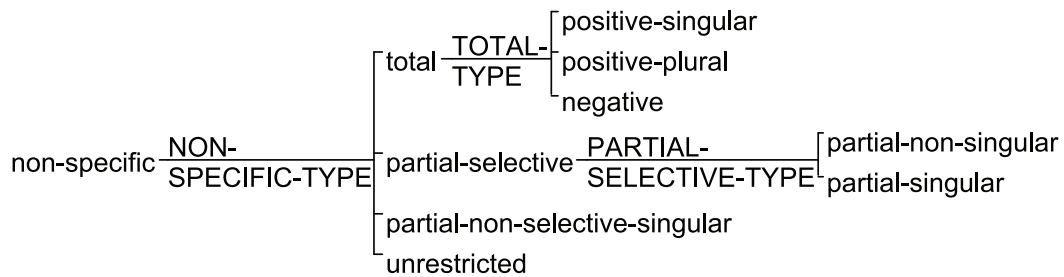 positive-singular
total TOTAL-
TYPE
positive-plural
negative
non-specific NON-
SPECIFIC-TYPE
partial-selective PARTIAL-
SELECTIVE-TYPE
partial-non-singular
partial-singular
partial-non-selective-singular
unrestricted